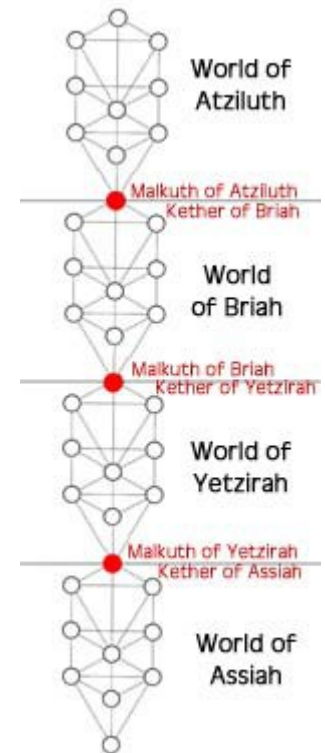 World of
Atziluth
Malkuth of Atziluth
Kether of Briah
World
of Briah
Malkuth of Briah
Kether of Yetzirah
World of
Yetzirah
Malkuth of Yetzirah
Kether of Assiah
World of
Assiah